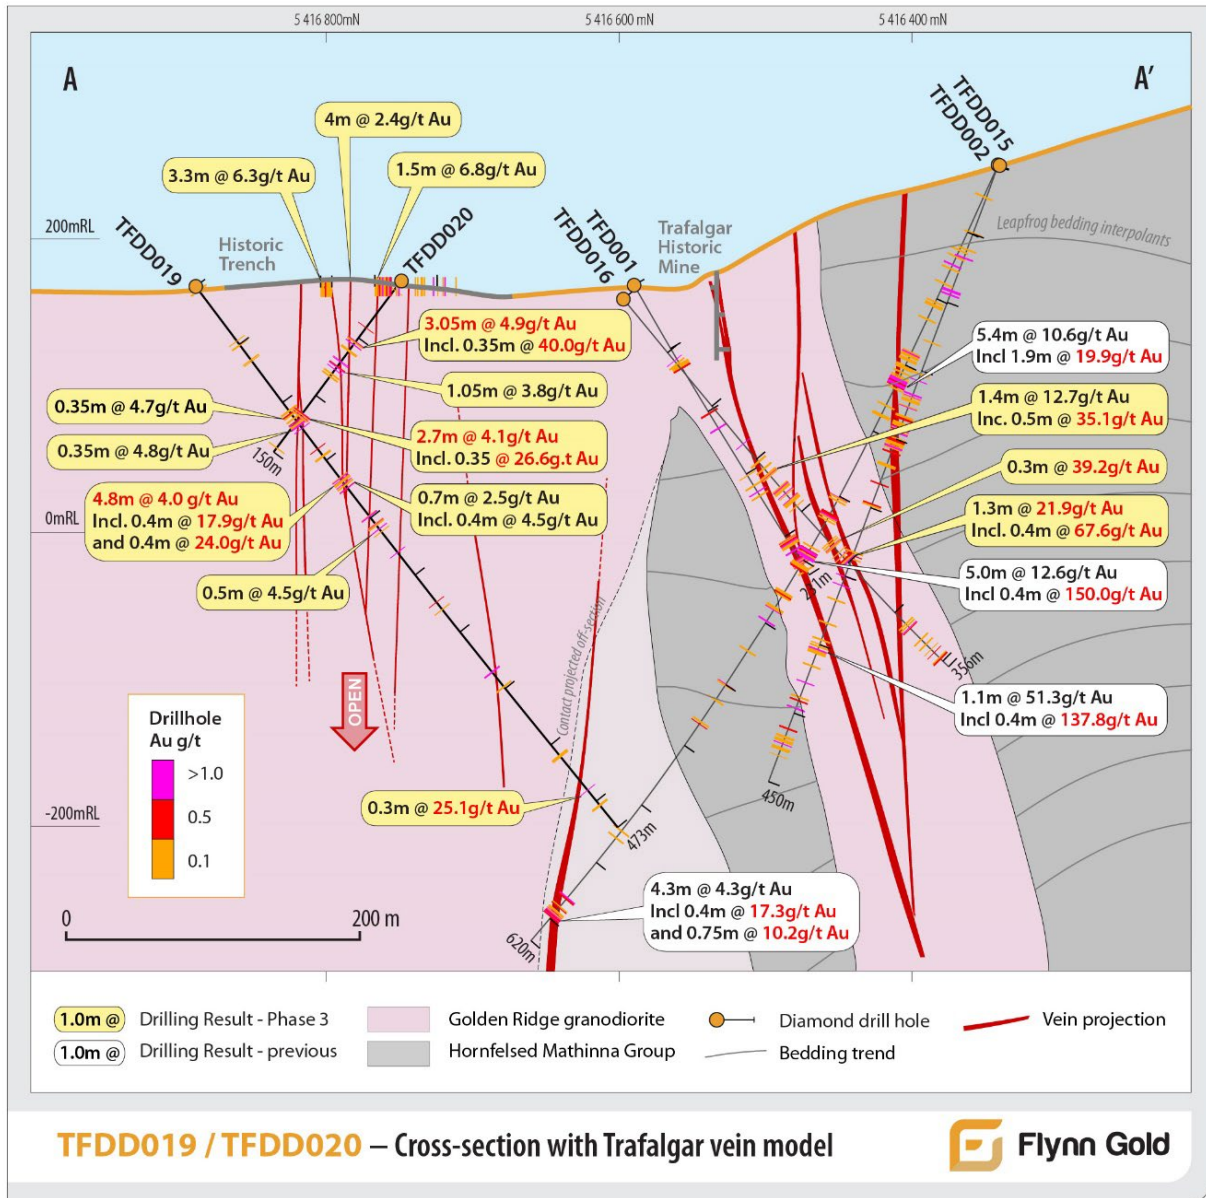 5 416 800mN
5 416 600 mN
5 416 400 mN
A
A'
4m @ 2.4g/t Au
3.3m @ 6.3g/t Au
1.5m @ 6.8g/t Au
TFDD015
TFDD002
200mRL
TFDD019
Historic
Trench
TFDD020
TFD001
TFDD016
Trafalgar
Historic
Mine
Leapfrog bedding interpolants
3.05m @ 4.9g/t Au
Incl. 0.35m @ 40.0g/t Au
5.4m @ 10.6g/t Au
Incl 1.9m @ 19.9g/t Au
1.05m @ 3.8g/t Au
1.4m @ 12.7g/t Au
Inc. 0.5m @ 35.1g/t Au
0.35m @ 4.7g/t Au
0.35m @ 4.8g/t Au
150m
2.7m @ 4.1g/t Au
Incl. 0.35 @ 26.6g.t Au
0.3m @ 39.2g/t Au
4.8m @ 4.0 g/t Au
Incl. 0.4m @ 17.9g/t Au
and 0.4m @ 24.0g/t Au
0mRL
0.7m @ 2.5g/t Au
Incl. 0.4m @ 4.5g/t Au
1.3m @ 21.9g/t Au
Incl. 0.4m @ 67.6g/t Au
0.5m @ 4.5g/t Au
5.0m @ 12.6g/t Au
Incl 0.4m @ 150.0g/t Au
231m
356m
Contact projected off-section
OPEN
1.1m @ 51.3g/t Au
Incl 0.4m @ 137.8g/t Au
Drillhole
Au g/t
>1.0
0.5
0.1
450m
0.3m @ 25.1g/t Au
-200mRL
473m
4.3m @ 4.3g/t Au
Incl 0.4m @ 17.3g/t Au
and 0.75m @ 10.2g/t Au
620m
0
200 m
1.0m @
Drilling Result - Phase 3
Golden Ridge granodiorite
Diamond drill hole
Vein projection
1.0m @
Drilling Result - previous
Hornfelsed Mathinna Group
Bedding trend
TFDD019 / TFDD020 – Cross-section with Trafalgar vein model
Flynn Gold